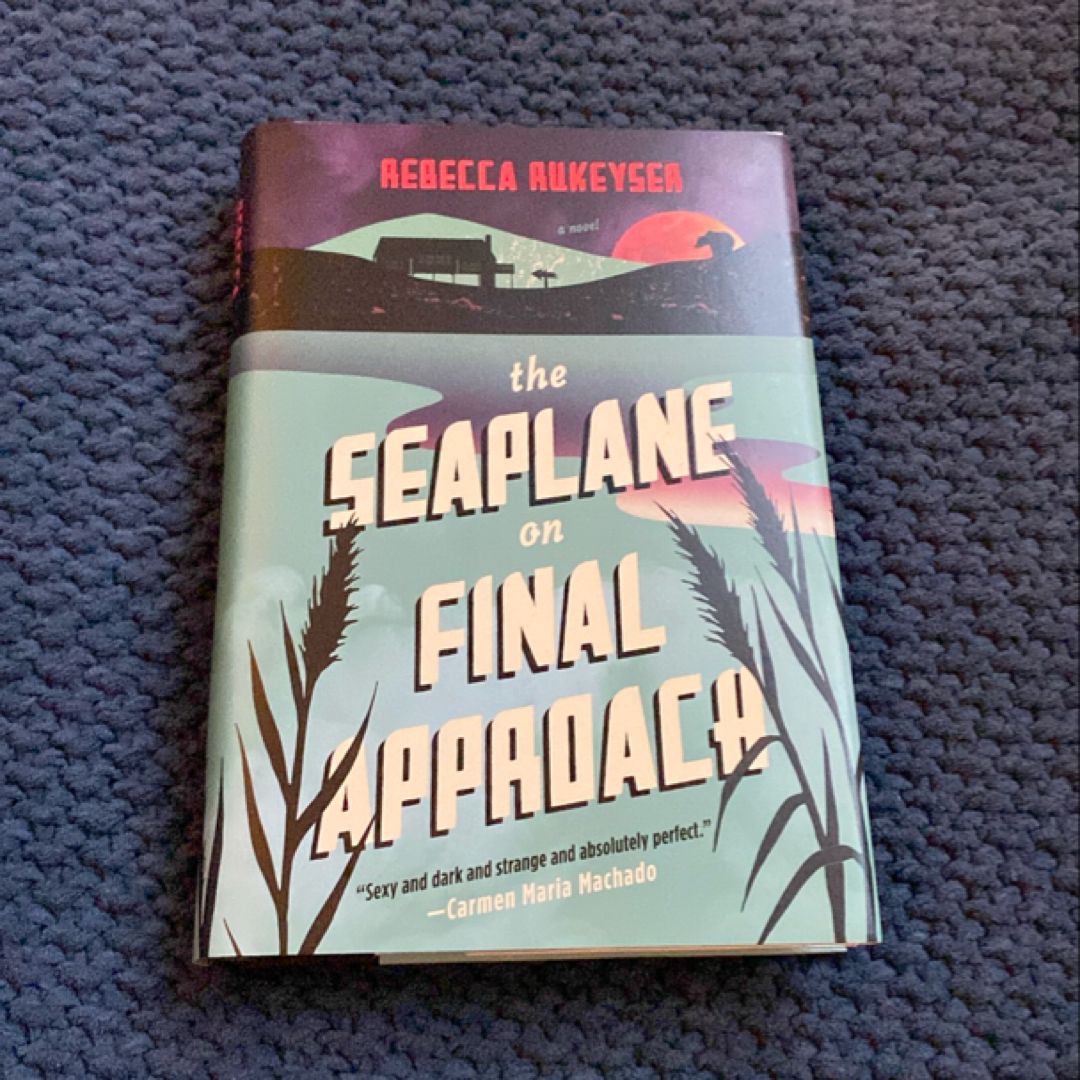 REBECCA RUKEYSER
a novel
the
SEAPLANE
on
FINAL
APPROACH
“Sexy and dark and strange and absolutely perfect.”
—Carmen Maria Machado